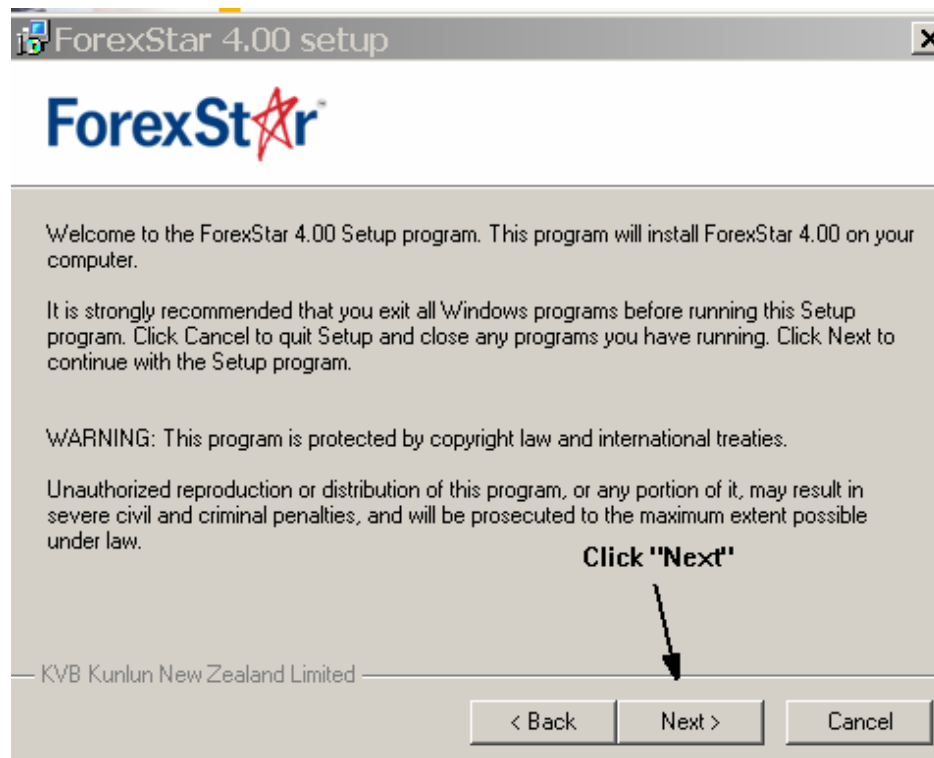 ForexStar 4.00 setup
ForexStar
Welcome to the ForexStar 4.00 Setup program. This program will install ForexStar 4.00 on your
computer.
It is strongly recommended that you exit all Windows programs before running this Setup
program. Click Cancel to quit Setup and close any programs you have running. Click Next to
continue with the Setup program.
WARNING: This program is protected by copyright law and international treaties.
Unauthorized reproduction or distribution of this program, or any portion of it, may result in
severe civil and criminal penalties, and will be prosecuted to the maximum extent possible
under law.
Click "Next"
KVB Kunlun New Zealand Limited
< Back Next > Cancel